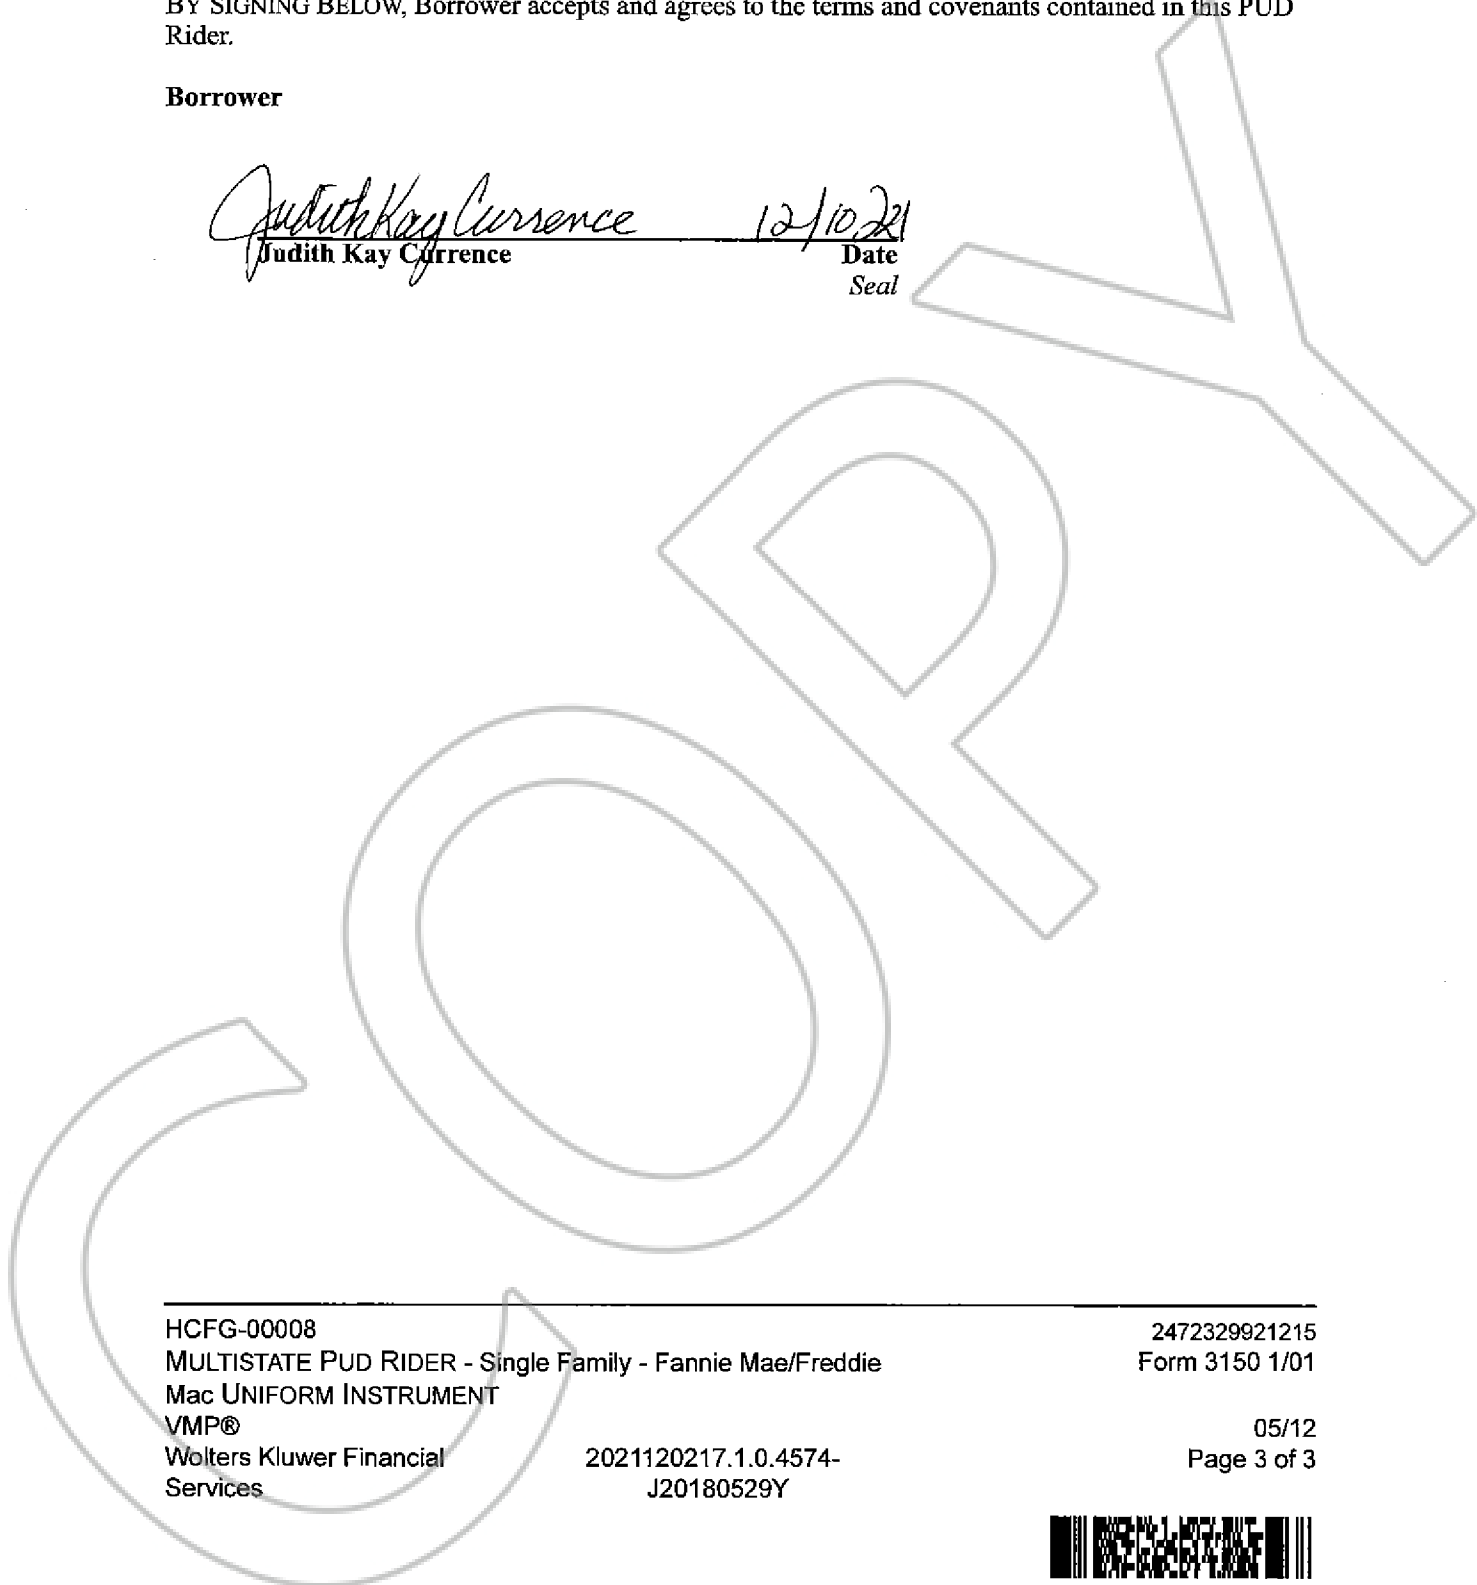 BY SIGNING BELOW, Borrower accepts and agrees to the terms and covenants contained in this PUD
Rider.
Borrower
Judith Kay Currence 12/10/221
Judith Kay Currence Date
Seal
COPY
HCFG-00008 2472329921215
MULTISTATE PUD RIDER - Single Family - Fannie Mae/Freddie Form 3150 1/01
Mac UNIFORM INSTRUMENT
VMP® 05/12
Wolters Kluwer Financial 2021120217.1.0.4574- Page 3 of 3
Services J20180529Y